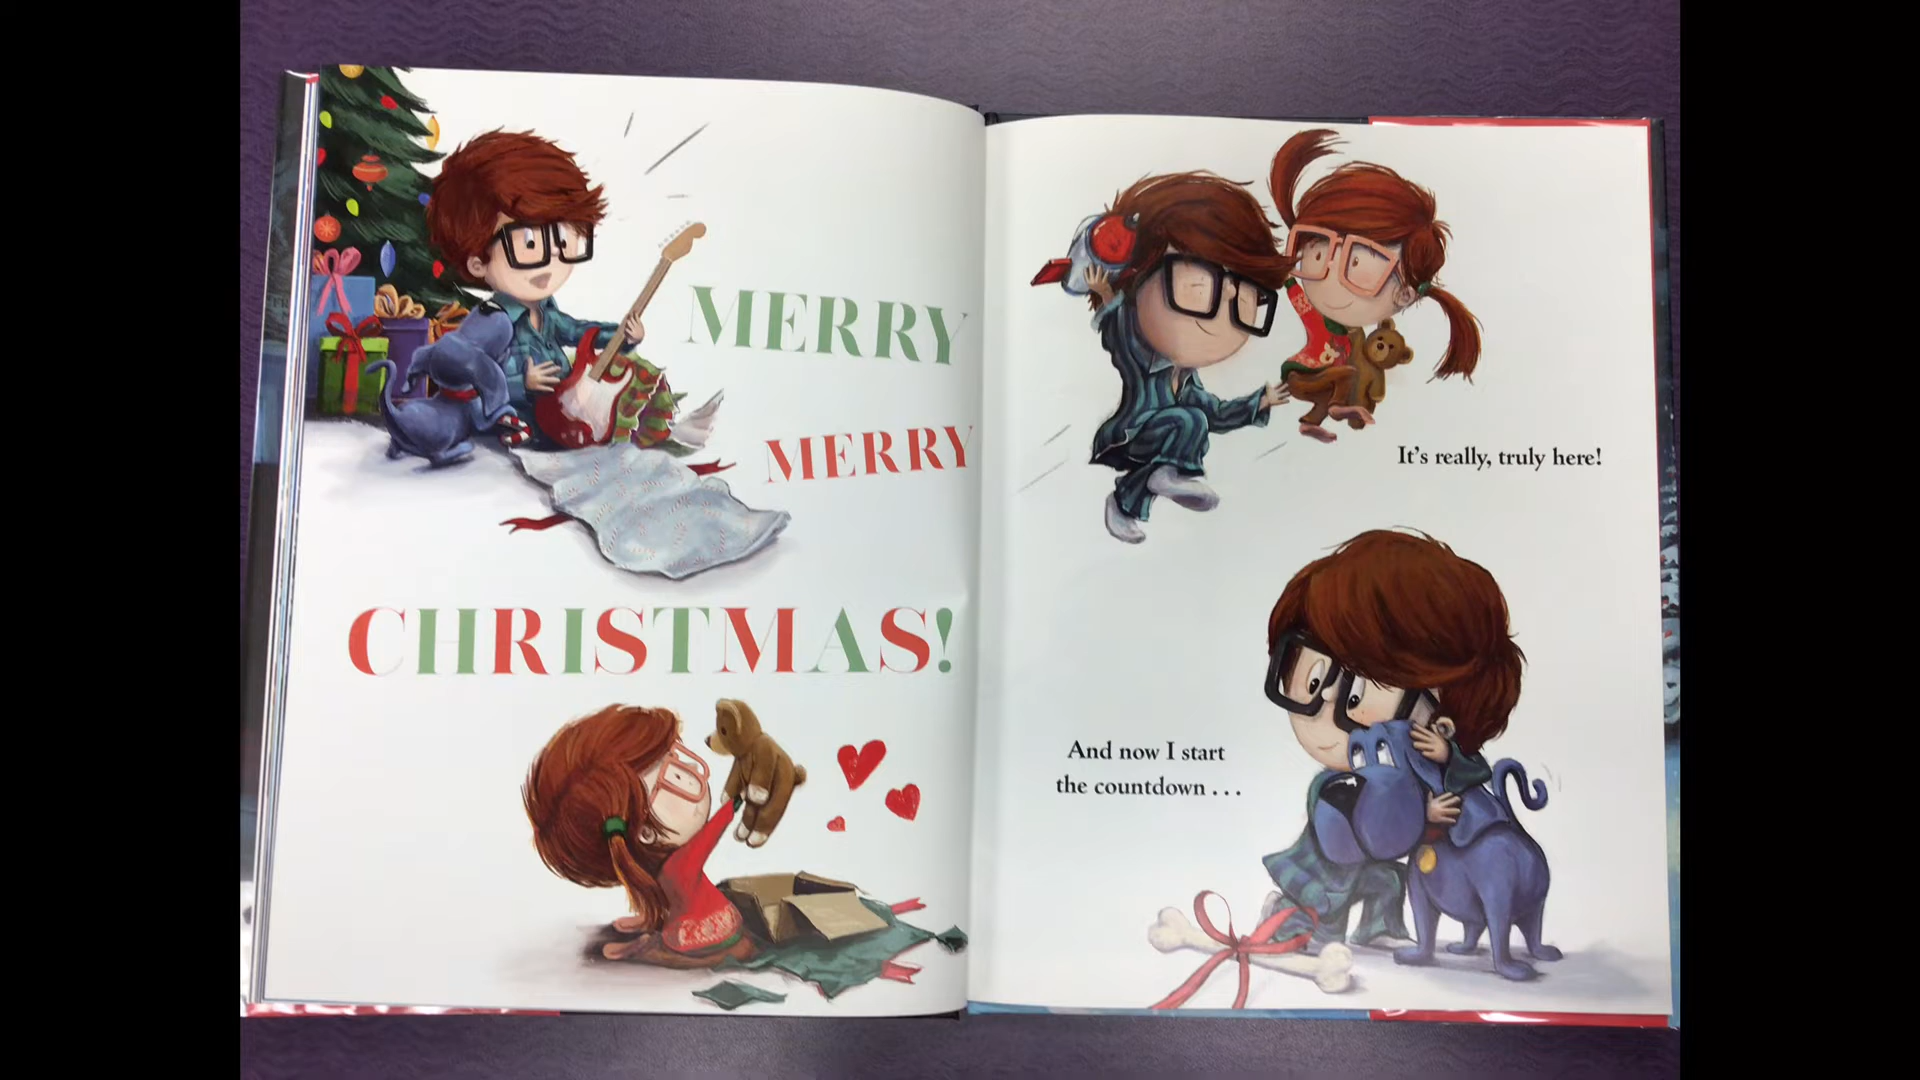 MERRY
MERRY
CHRISTMAS!
It's really, truly here!
And now I start
the countdown . . .